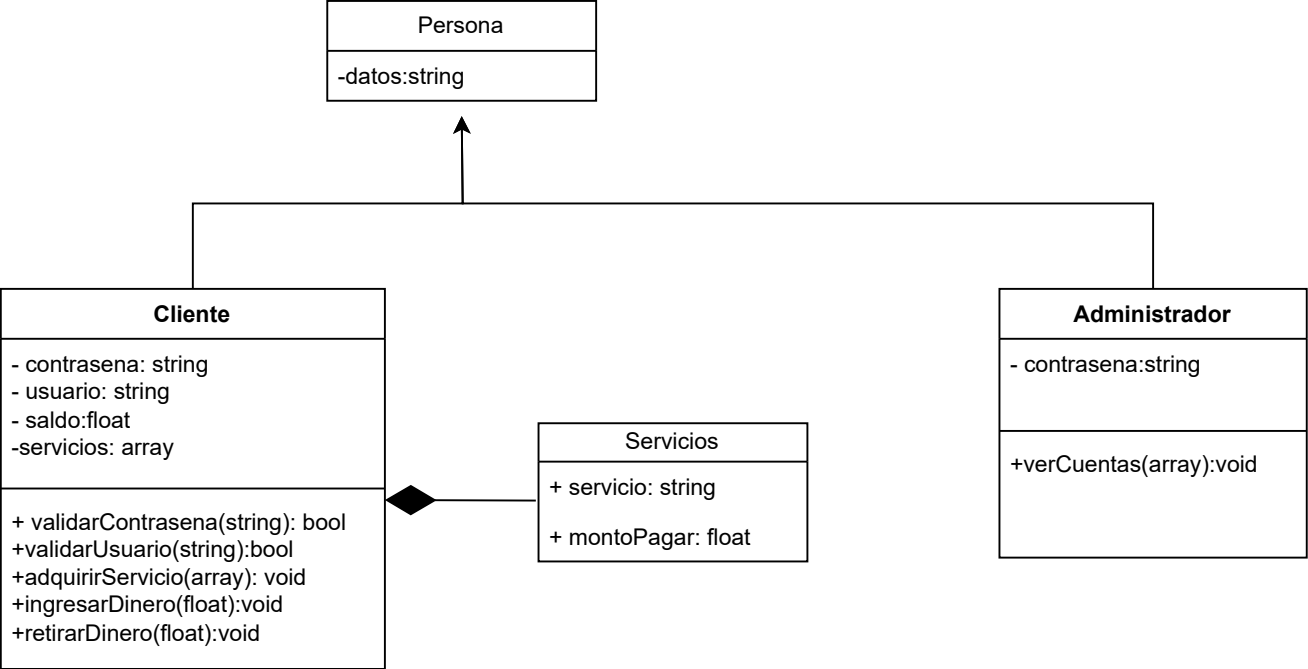 Persona
-datos:string
Cliente
- contrasena: string
- usuario: string
- saldo:float
-servicios: array
+ validarContrasena(string): bool
+validarUsuario(string):bool
+adquirirServicio(array): void
+ingresarDinero(float):void
+retirarDinero(float):void
Servicios
+ servicio: string
+ montoPagar: float
Administrador
- contrasena:string
+verCuentas(array):void